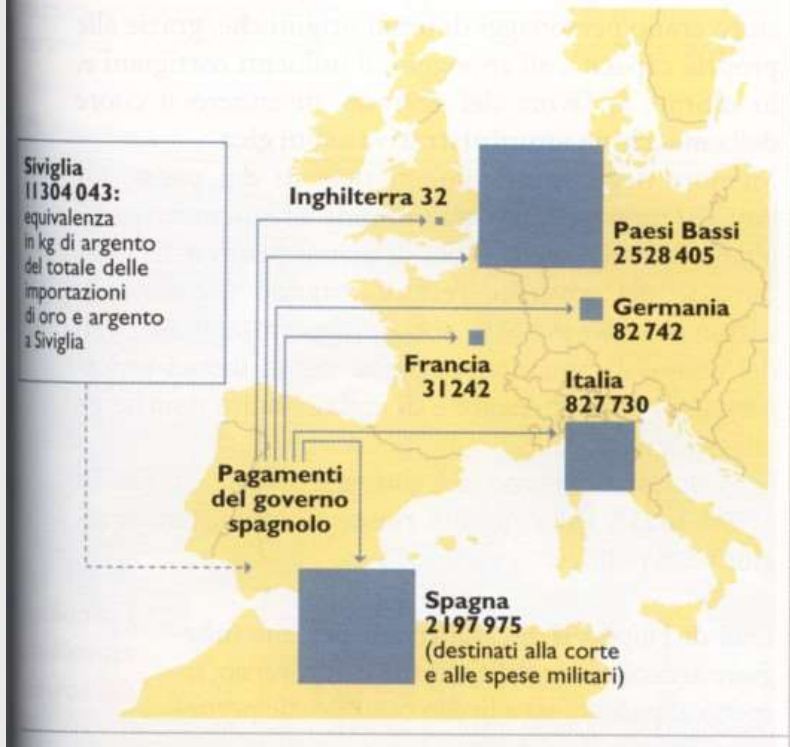 Siviglia
11304043:
equivalenza
in kg di argento
del totale delle
importazioni
di oro e argento
a Siviglia
Inghilterra 32
Paesi Bassi
2528405
Germania
82742
Francia
31242
Italia
827730
Pagamenti
del governo
spagnolo
Spagna
2197975
(destinati alla corte
e alle spese militari)